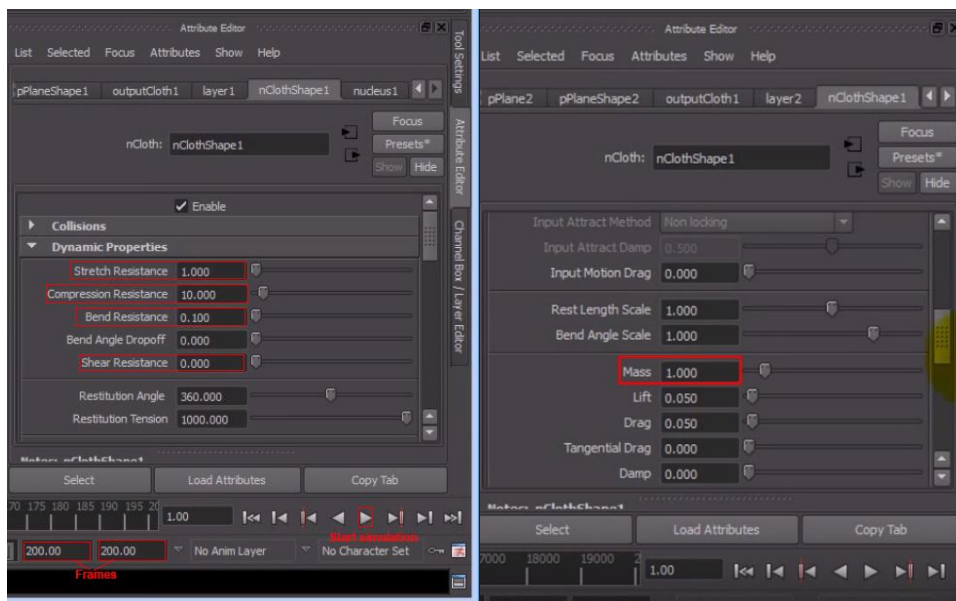 Attribute Editor
List Selected Focus Attributes Show Help
pPlaneShape1 outputCloth1 layer1 nClothShape1 nucleus1
nCloth: nClothShape1
Focus
Presets*
Show Hide
Enable
Collisions
Dynamic Properties
Stretch Resistance 1.000
Compression Resistance 10.000
Bend Resistance 0.100
Bend Angle Dropoff 0.000
Shear Resistance 0.000
Restitution Angle 360.000
Restitution Tension 1000.000
Notes: nClothShape1
Select Load Attributes Copy Tab
70 175 180 185 190 195 20 1.00
Start simulation
200.00 200.00 No Anim Layer No Character Set
Frames
Tool Settings
Attribute Editor
Channel Box / Layer Editor
Attribute Editor
List Selected Focus Attributes Show Help
pPlane2 pPlaneShape2 outputCloth1 layer2 nClothShape1
nCloth: nClothShape1
Focus
Presets*
Show Hide
Input Attract Method Non locking
Input Attract Damp 0.500
Input Motion Drag 0.000
Rest Length Scale 1.000
Bend Angle Scale 1.000
Mass 1.000
Lift 0.050
Drag 0.050
Tangential Drag 0.000
Damp 0.000
Notes: nClothShape1
Select Load Attributes Copy Tab
7000 18000 19000 2 1.00